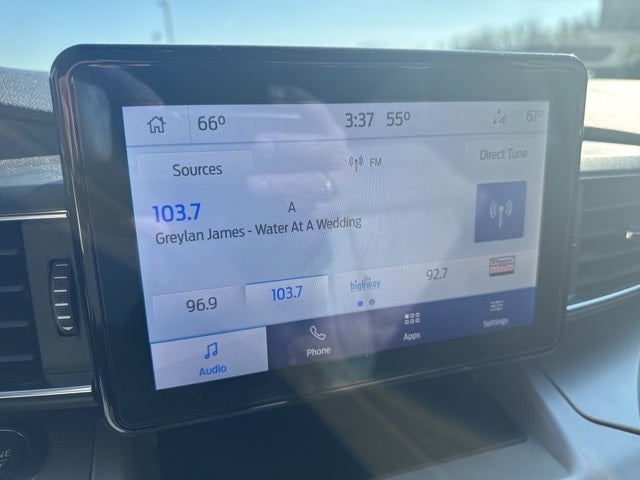 66° 3:37 55° 67°
Sources FM Direct Tune
103.7 A
Greylan James - Water At A Wedding
96.9 103.7 the highway 92.7
Audio Phone Apps Settings